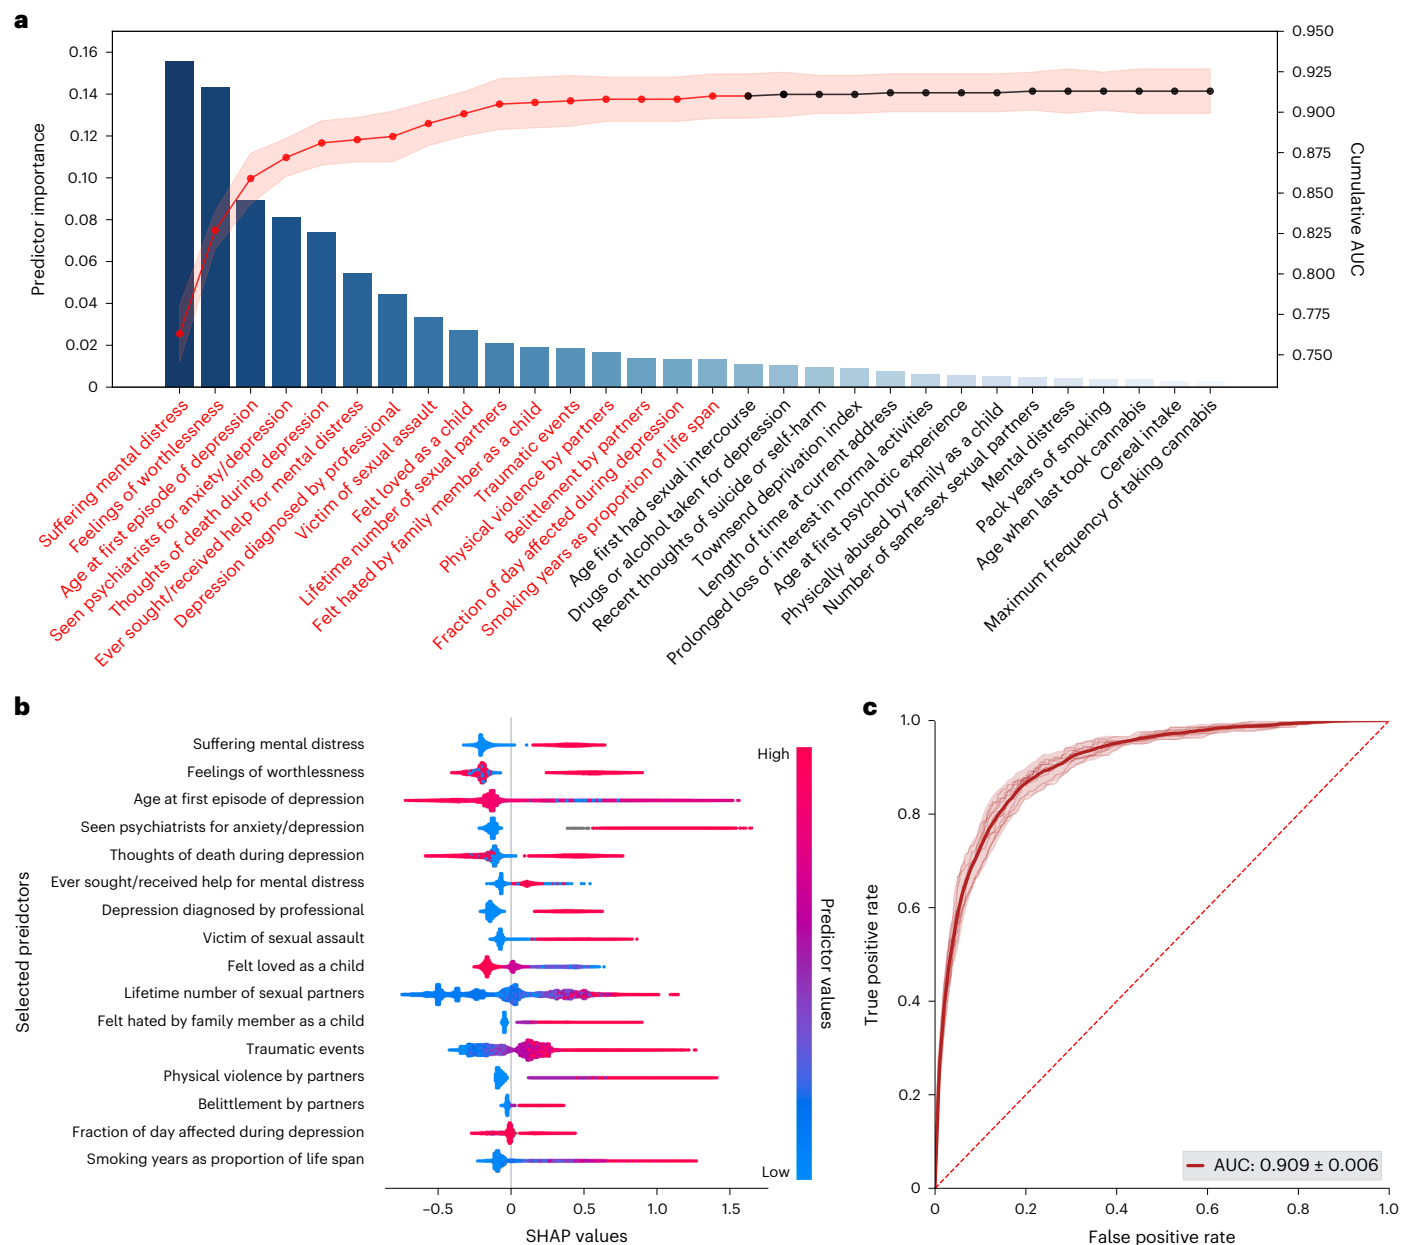 a
0.16
0.14
0.12
0.10
0.08
0.06
0.04
0.02
0
Predictor importance
0.950
0.925
0.900
0.875
0.850
0.825
0.800
0.775
0.750
Cumulative AUC
Suffering mental distress
Feelings of worthlessness
Age at first episode of depression
Seen psychiatrists for anxiety/depression
Thoughts of death during depression
Ever sought/received help for mental distress
Depression diagnosed by professional
Victim of sexual assault
Felt loved as a child
Lifetime number of sexual partners
Felt hated by family member as a child
Traumatic events
Physical violence by partners
Belittlement by partners
Fraction of day affected during depression
Smoking years as proportion of life span
Age first had sexual intercourse
Drugs or alcohol taken for depression
Recent thoughts of suicide or self-harm
Townsend deprivation index
Length of time at current address
Prolonged loss of interest in normal activities
Age at first psychotic experience
Physically abused by family as a child
Number of same-sex sexual partners
Mental distress
Pack years of smoking
Age when last took cannabis
Cereal intake
Maximum frequency of taking cannabis
b
Selected preidctors
Suffering mental distress
Feelings of worthlessness
Age at first episode of depression
Seen psychiatrists for anxiety/depression
Thoughts of death during depression
Ever sought/received help for mental distress
Depression diagnosed by professional
Victim of sexual assault
Felt loved as a child
Lifetime number of sexual partners
Felt hated by family member as a child
Traumatic events
Physical violence by partners
Belittlement by partners
Fraction of day affected during depression
Smoking years as proportion of life span
−0.5
0
0.5
1.0
1.5
SHAP values
High
Low
Predictor values
c
1.0
0.8
0.6
0.4
0.2
0
True positive rate
AUC: 0.909 ± 0.006
0
0.2
0.4
0.6
0.8
1.0
False positive rate